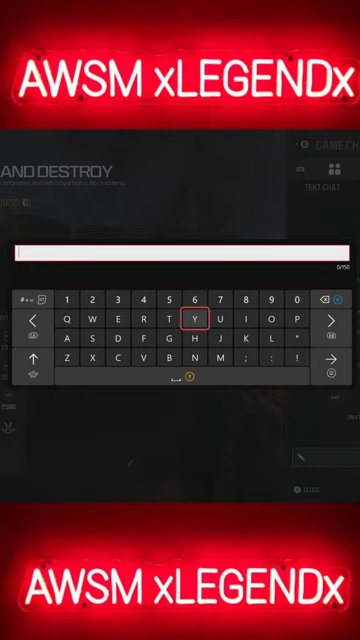 AWSM xLEGENDx
AND DESTROY
GAME CH
TEXT CHAT
0/150
#+=
1 2 3 4 5 6 7 8 9 0
Q W E R T Y U I O P
A S D F G H J K L "
Z X C V B N M ; : !
Y
2500
CLOSE
AWSM xLEGENDx